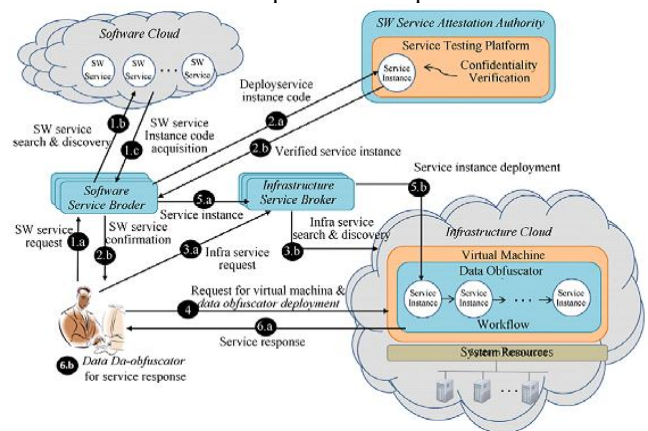 Software Cloud
SW
Service
SW
Service
...
SW
Service
SW Service Attestation Authority
Service Testing Platform
Service
Instance
Confidentiality
Verification
Deployservice
instance code
2.a
1.b
SW service
search & discovery
1.c
SW service
Instance code
acquisition
2.b
Verified service instance
Service instance deployment
Software
Service Broder
5.a
Service instance
Infrastructure
Service Broker
5.b
SW service
request
1.a
SW service
confirmation
2.b
3.a
Infra service
request
Infra service
search & discovery
3.b
Infrastructure Cloud
Virtual Machine
Data Obfuscator
Service
Instance
Service
Instance
...
Service
Instance
Workflow
Request for virtual machina &
4
data obfuscator deployment
6.a
Service response
System Resources
6.b
Data Da-obfuscator
for service response
...